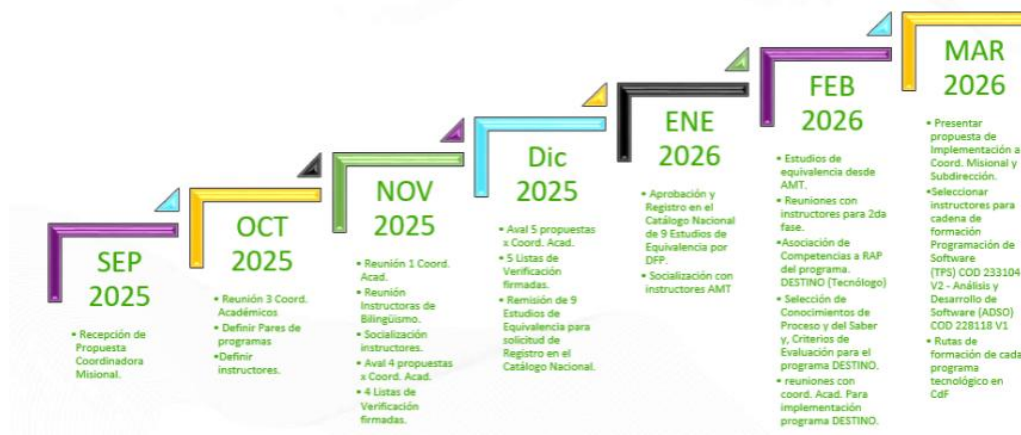 SEP
2025
▪ Recepción de
Propuesta
Coordinadora
Misional.
OCT
2025
▪ Reunión 3 Coord.
Académicos
▪ Definir Pares de
programas
▪Definir
instructores.
NOV
2025
▪ Reunión 1 Coord.
Acad.
▪ Reunión
Instructoras de
Bilingüismo.
▪ Socialización
instructores.
▪ Aval 4 propuestas
x Coord. Acad.
▪ 4 Listas de
Verificación
firmadas.
Dic
2025
▪ Aval 5 propuestas
x Coord. Acad.
▪ 5 Listas de
Verificación
firmadas.
▪ Remisión de 9
Estudios de
Equivalencia para
solicitud de
Registro en el
Catálogo Nacional.
ENE
2026
▪ Aprobación y
Registro en el
Catálogo Nacional
de 9 Estudios de
Equivalencia por
DFP.
▪ Socialización con
instructores AMT
FEB
2026
▪ Estudios de
equivalencia desde
AMT.
▪ Reuniones con
instructores para 2da
fase.
▪Asociación de
Competencias a RAP
del programa.
DESTINO (Tecnólogo)
▪ Selección de
Conocimientos de
Proceso y del Saber
y, Criterios de
Evaluación para el
programa DESTINO.
▪ reuniones con
coord. Acad. Para
implementación
programa DESTINO.
MAR
2026
▪ Presentar
propuesta de
Implementación a
Coord. Misional y
Subdirección.
▪Seleccionar
instructores para
cadena de
formación
Programación de
Software
(TPS) COD 233104
V2 - Análisis y
Desarrollo de
Software (ADSO)
COD 228118 V1
▪ Rutas de
formación de cada
programa
tecnológico en
CdF